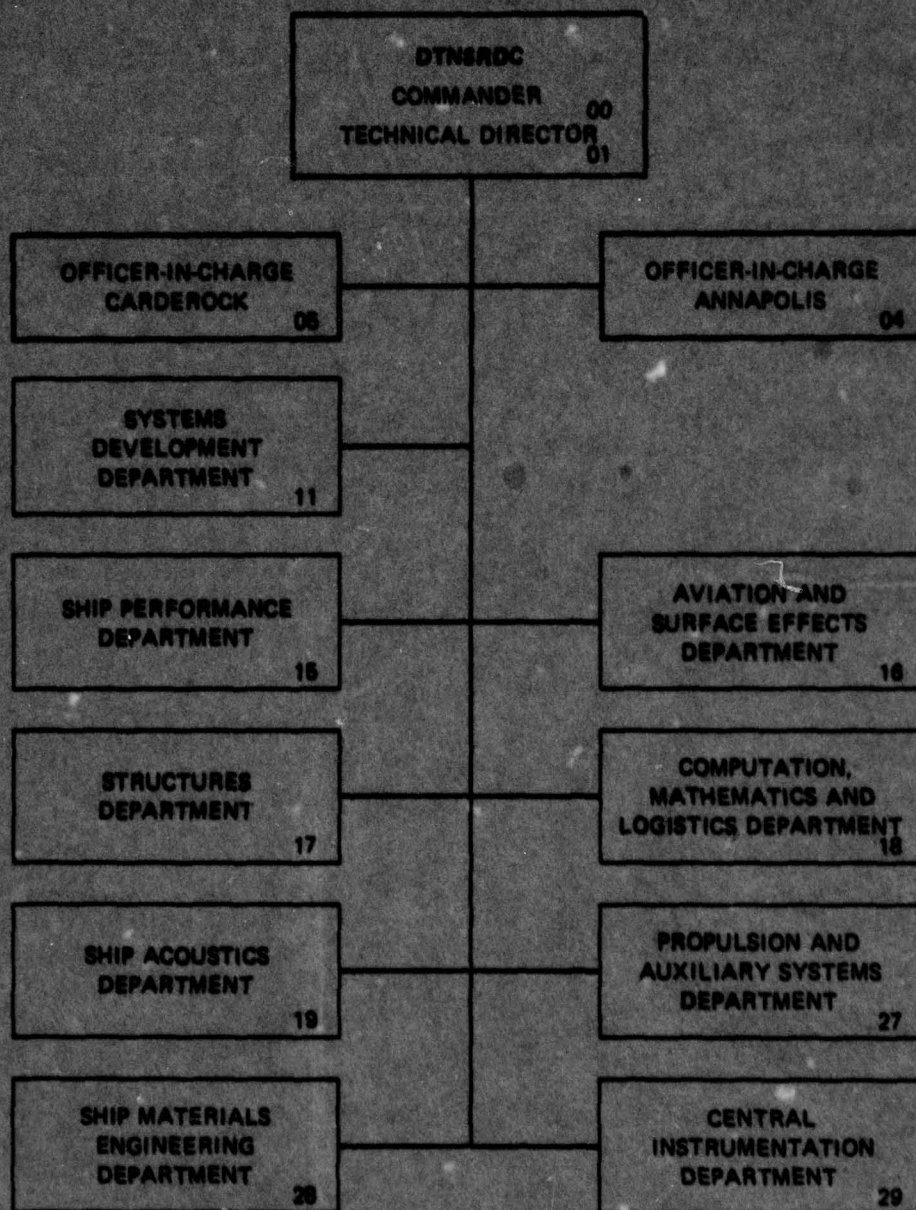 DTNSRDC
COMMANDER
00
TECHNICAL DIRECTOR
01
OFFICER-IN-CHARGE
CARDEROCK
05
OFFICER-IN-CHARGE
ANNAPOLIS
04
SYSTEMS
DEVELOPMENT
DEPARTMENT
11
SHIP PERFORMANCE
DEPARTMENT
15
AVIATION AND
SURFACE EFFECTS
DEPARTMENT
16
STRUCTURES
DEPARTMENT
17
COMPUTATION,
MATHEMATICS AND
LOGISTICS DEPARTMENT
18
SHIP ACOUSTICS
DEPARTMENT
19
PROPULSION AND
AUXILIARY SYSTEMS
DEPARTMENT
27
SHIP MATERIALS
ENGINEERING
DEPARTMENT
28
CENTRAL
INSTRUMENTATION
DEPARTMENT
29